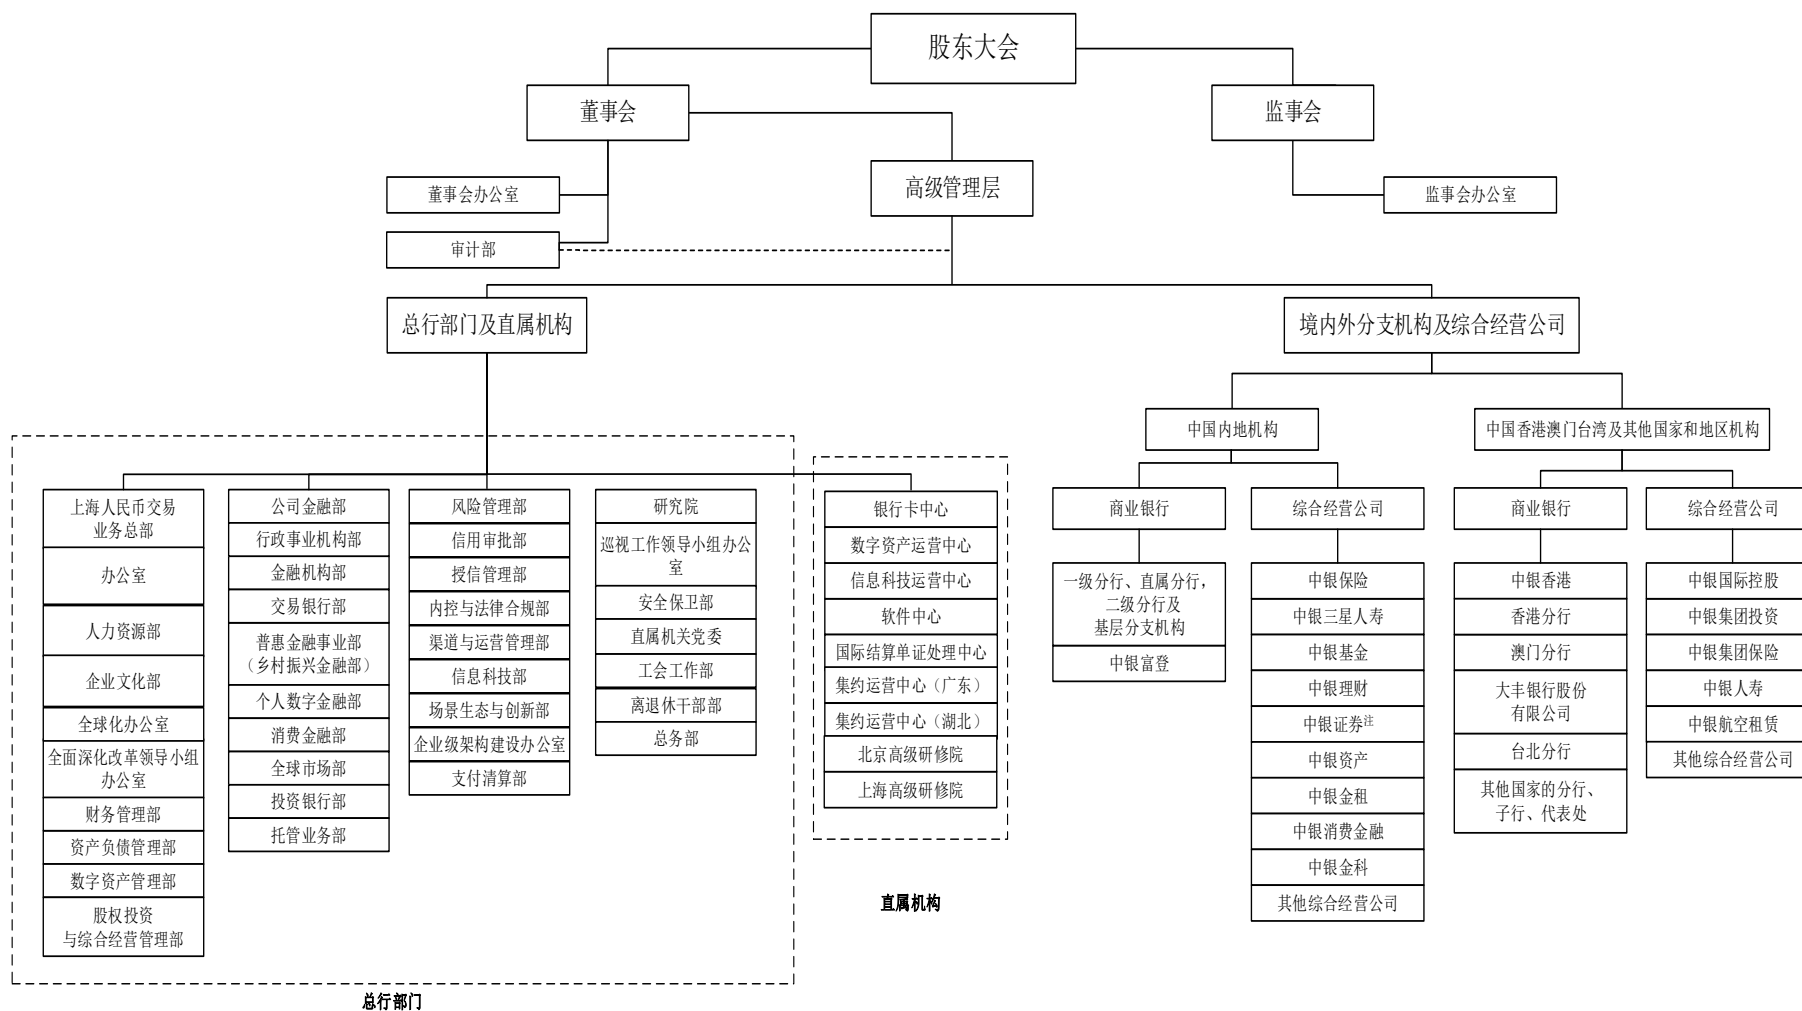 股东大会
董事会
监事会
高级管理层
董事会办公室
监事会办公室
审计部
总行部门及直属机构
境内外分支机构及综合经营公司
中国内地机构
中国香港澳门台湾及其他国家和地区机构
上海人民币交易
业务总部
办公室
人力资源部
企业文化部
全球化办公室
全面深化改革领导小组
办公室
财务管理部
资产负债管理部
数字资产管理部
股权投资
与综合经营管理部
公司金融部
行政事业机构部
金融机构部
交易银行部
普惠金融事业部
（乡村振兴金融部）
个人数字金融部
消费金融部
全球市场部
投资银行部
托管业务部
风险管理部
信用审批部
授信管理部
内控与法律合规部
渠道与运营管理部
信息科技部
场景生态与创新部
企业级架构建设办公室
支付清算部
研究院
巡视工作领导小组办公
室
安全保卫部
直属机关党委
工会工作部
离退休干部部
总务部
总行部门
银行卡中心
数字资产运营中心
信息科技运营中心
软件中心
国际结算单证处理中心
集约运营中心（广东）
集约运营中心（湖北）
北京高级研修院
上海高级研修院
直属机构
商业银行
一级分行、直属分行，
二级分行及
基层分支机构
中银富登
综合经营公司
中银保险
中银三星人寿
中银基金
中银理财
中银证券注
中银资产
中银金租
中银消费金融
中银金科
其他综合经营公司
商业银行
中银香港
香港分行
澳门分行
大丰银行股份
有限公司
台北分行
其他国家的分行、
子行、代表处
综合经营公司
中银国际控股
中银集团投资
中银集团保险
中银人寿
中银航空租赁
其他综合经营公司